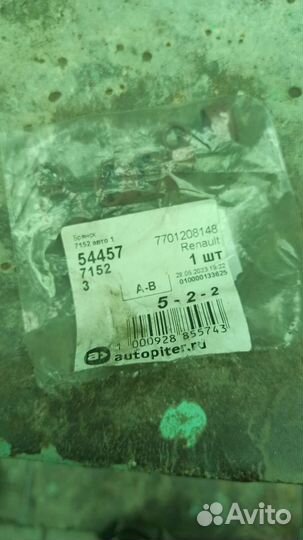 Брянск
7152 авто 1
54457
7152
3
7701208148
Renault
1 шт
29.06.2023 19:22
010000133625
А-В
5 - 2 - 2
1 000928 855743
autopiter.ru
Avito